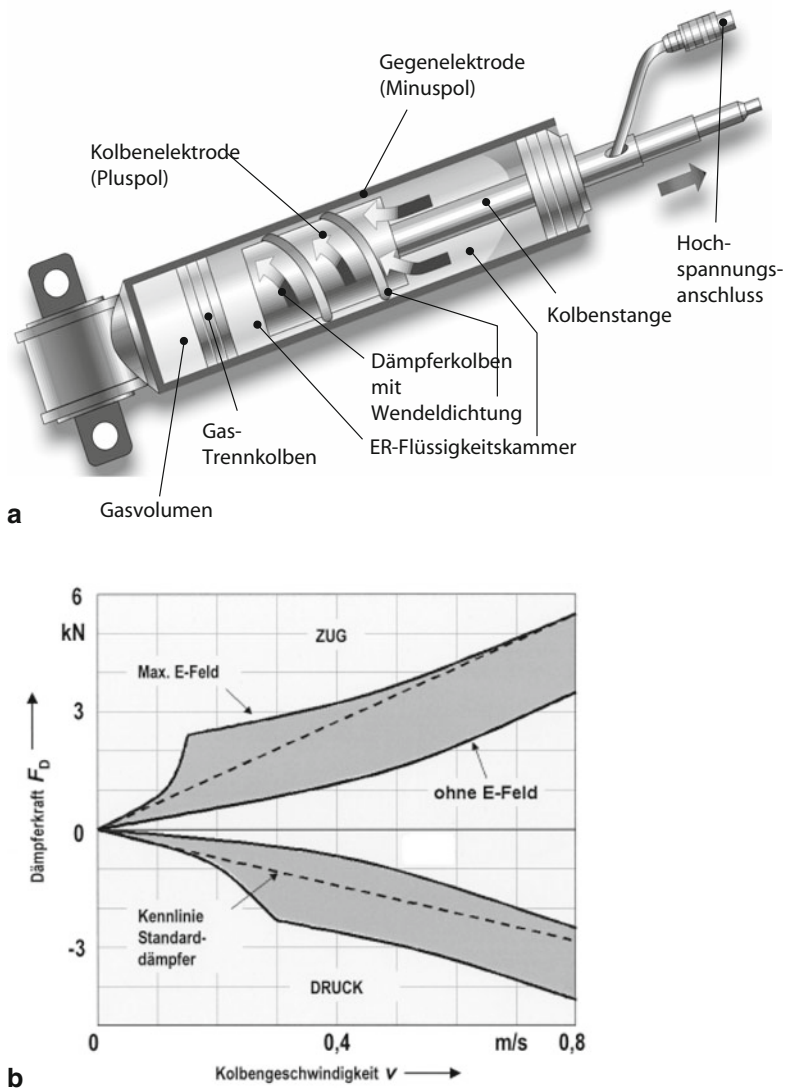 Gegenelektrode
(Minuspol)
Kolbenelektrode
(Pluspol)
Hoch-
spannungs-
anschluss
Kolbenstange
Dämpferkolben
mit
Wendeldichtung
Gas-
Trennkolben
ER-Flüssigkeitskammer
Gasvolumen
a
6
kN
ZUG
Max. E-Feld
3
ohne E-Feld
Dämpferkraft F_D
0
Kennlinie
Standard-
dämpfer
-3
DRUCK
0
0,4
m/s
0,8
Kolbengeschwindigkeit v
b